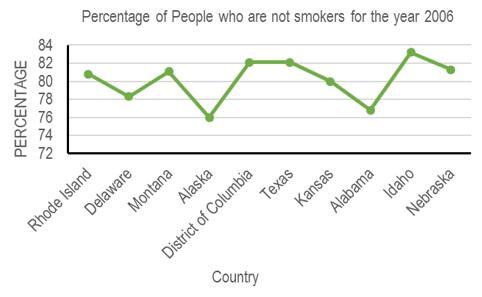 Percentage of People who are not smokers for the year 2006
PERCENTAGE
84
82
80
78
76
74
72
Rhode Island
Delaware
Montana
Alaska
District of Columbia
Texas
Kansas
Alabama
Idaho
Nebraska
Country